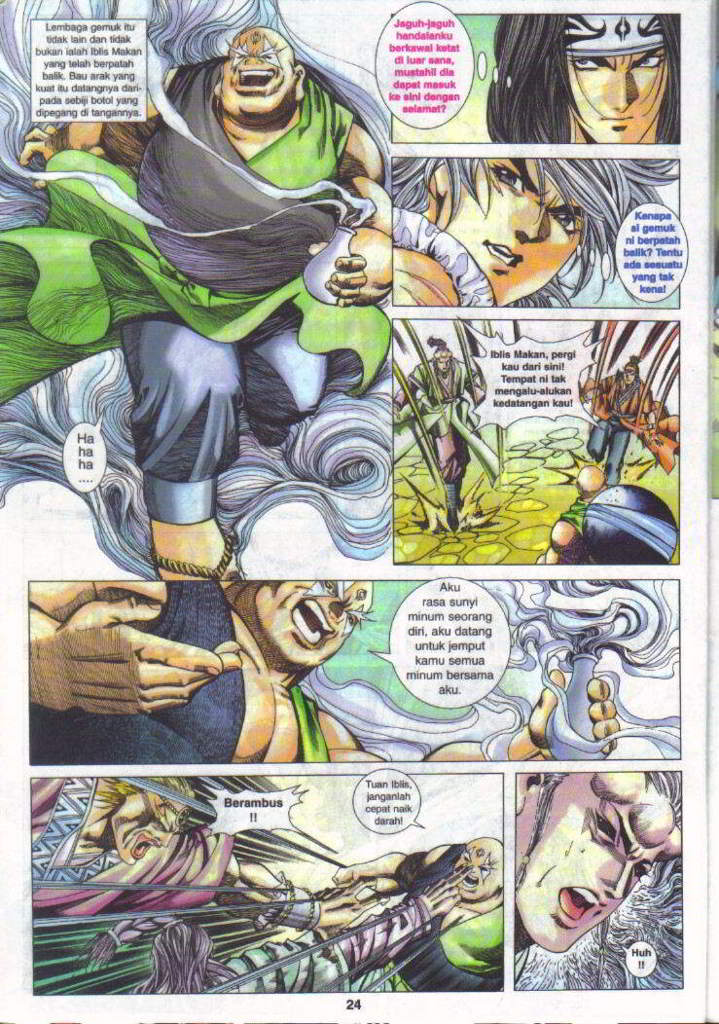 Lembaga gemuk itu
tidak lain dan tidak
bukan ialah Iblis Makan
yang telah berpatah
balik. Bau arak yang
kuat itu datangnya dari-
pada sebiji botol yang
dipegang di tangannya.
Jaguh-jaguh
handalanku
berkawal ketat
di luar sana,
mustahil dia
dapat masuk
ke sini dengan
selamat?
Kenapa
si gemuk
ni berpatah
balik? Tentu
ada sesuatu
yang tak
kena!
Iblis Makan, pergi
kau dari sini!
Tempat ni tak
mengalu-alukan
kedatangan kau!
Ha
ha
ha
....
Aku
rasa sunyi
minum seorang
diri, aku datang
untuk jemput
kamu semua
minum bersama
aku.
Berambus
!!
Tuan Iblis,
janganlah
cepat naik
darah!
Huh
!!
24